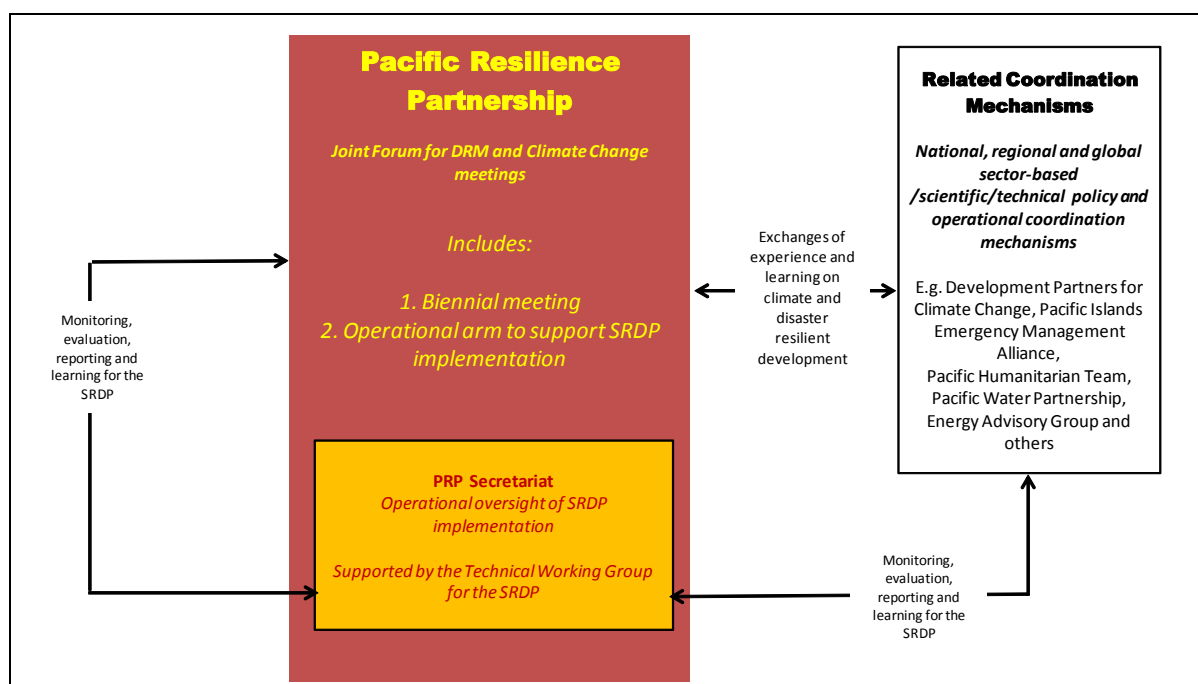 Pacific Resilience
Partnership
Joint Forum for DRM and Climate Change
meetings
Includes:
1. Biennial meeting
2. Operational arm to support SRDP
implementation
PRP Secretariat
Operational oversight of SRDP
implementation
Supported by the Technical Working Group
for the SRDP
Monitoring,
evaluation,
reporting and
learning for the
SRDP
Exchanges of
experience and
learning on
climate and
disaster
resilient
development
Related Coordination
Mechanisms
National, regional and global
sector-based
/scientific/technical policy and
operational coordination
mechanisms
E.g. Development Partners for
Climate Change, Pacific Islands
Emergency Management
Alliance,
Pacific Humanitarian Team,
Pacific Water Partnership,
Energy Advisory Group and
others
Monitoring,
evaluation,
reporting and
learning for the
SRDP